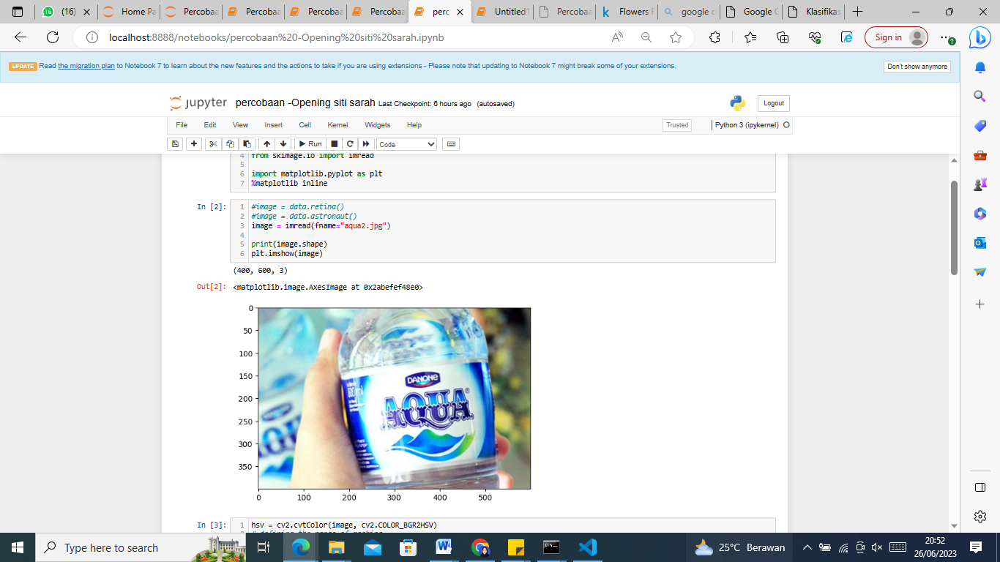 (16)
Home Pa
Percobaa
Percobaa
Percobaa
Percobaa
perc
Untitled1
Percobaa
Flowers F
google c
Google C
Klasifikas
localhost:8888/notebooks/percobaan%20-Opening%20siti%20sarah.ipynb
Sign in
UPDATE Read the migration plan to Notebook 7 to learn about the new features and the actions to take if you are using extensions - Please note that updating to Notebook 7 might break some of your extensions.
Don't show anymore
jupyter percobaan -Opening siti sarah Last Checkpoint: 6 hours ago (autosaved)
Logout
File Edit View Insert Cell Kernel Widgets Help
Trusted
Python 3 (ipykernel)
Run
Code
4 from skimage.io import imread
5
6 import matplotlib.pyplot as plt
7 %matplotlib inline
In [2]:
1 #image = data.retina()
2 #image = data.astronaut()
3 image = imread(fname="aqua2.jpg")
4
5 print(image.shape)
6 plt.imshow(image)
(400, 600, 3)
Out[2]: <matplotlib.image.AxesImage at 0x2abefef48e0>
0
50
100
150
200
250
300
350
DANONE
AQUA
600 ml
0 100 200 300 400 500
In [3]:
1 hsv = cv2.cvtColor(image, cv2.COLOR_BGR2HSV)
Type here to search
25°C Berawan
20:52
26/06/2023